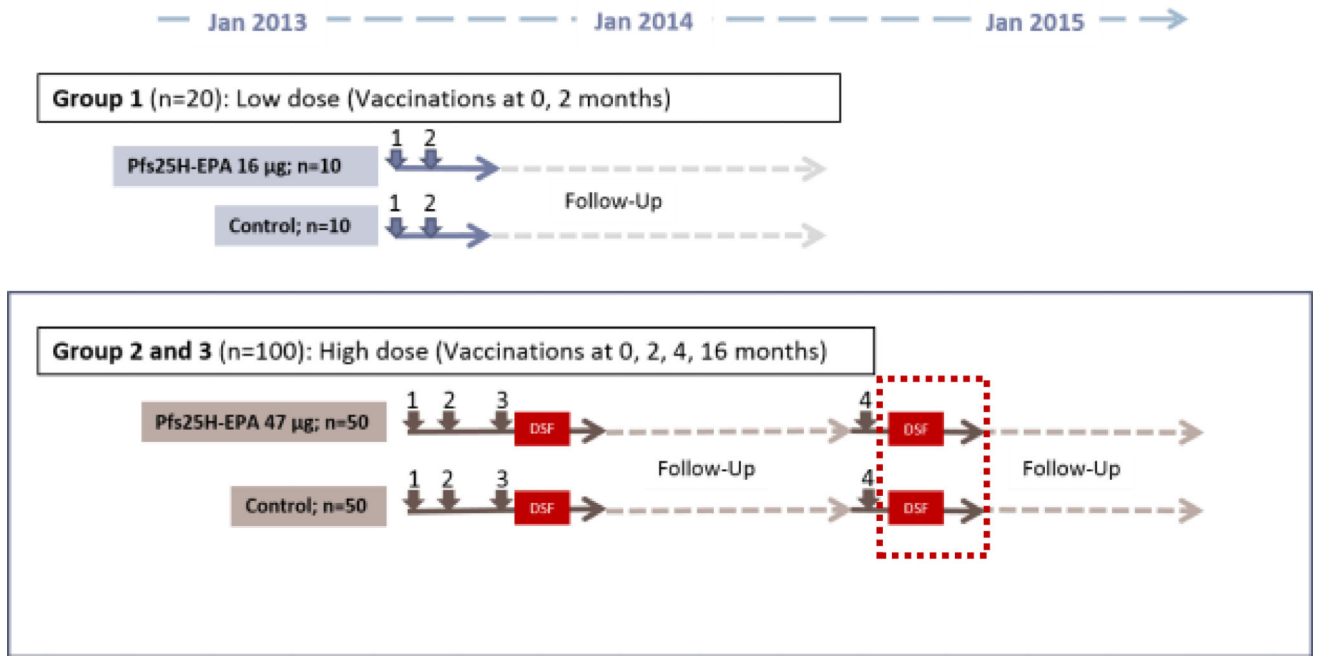 Jan 2013 Jan 2014 Jan 2015
Group 1 (n=20): Low dose (Vaccinations at 0, 2 months)
1 2
Pfs25H-EPA 16 µg; n=10
Follow-Up
1 2
Control; n=10
Group 2 and 3 (n=100): High dose (Vaccinations at 0, 2, 4, 16 months)
1 2 3 4
Pfs25H-EPA 47 µg; n=50 DSF DSF
Follow-Up Follow-Up
1 2 3 4
Control; n=50 DSF DSF